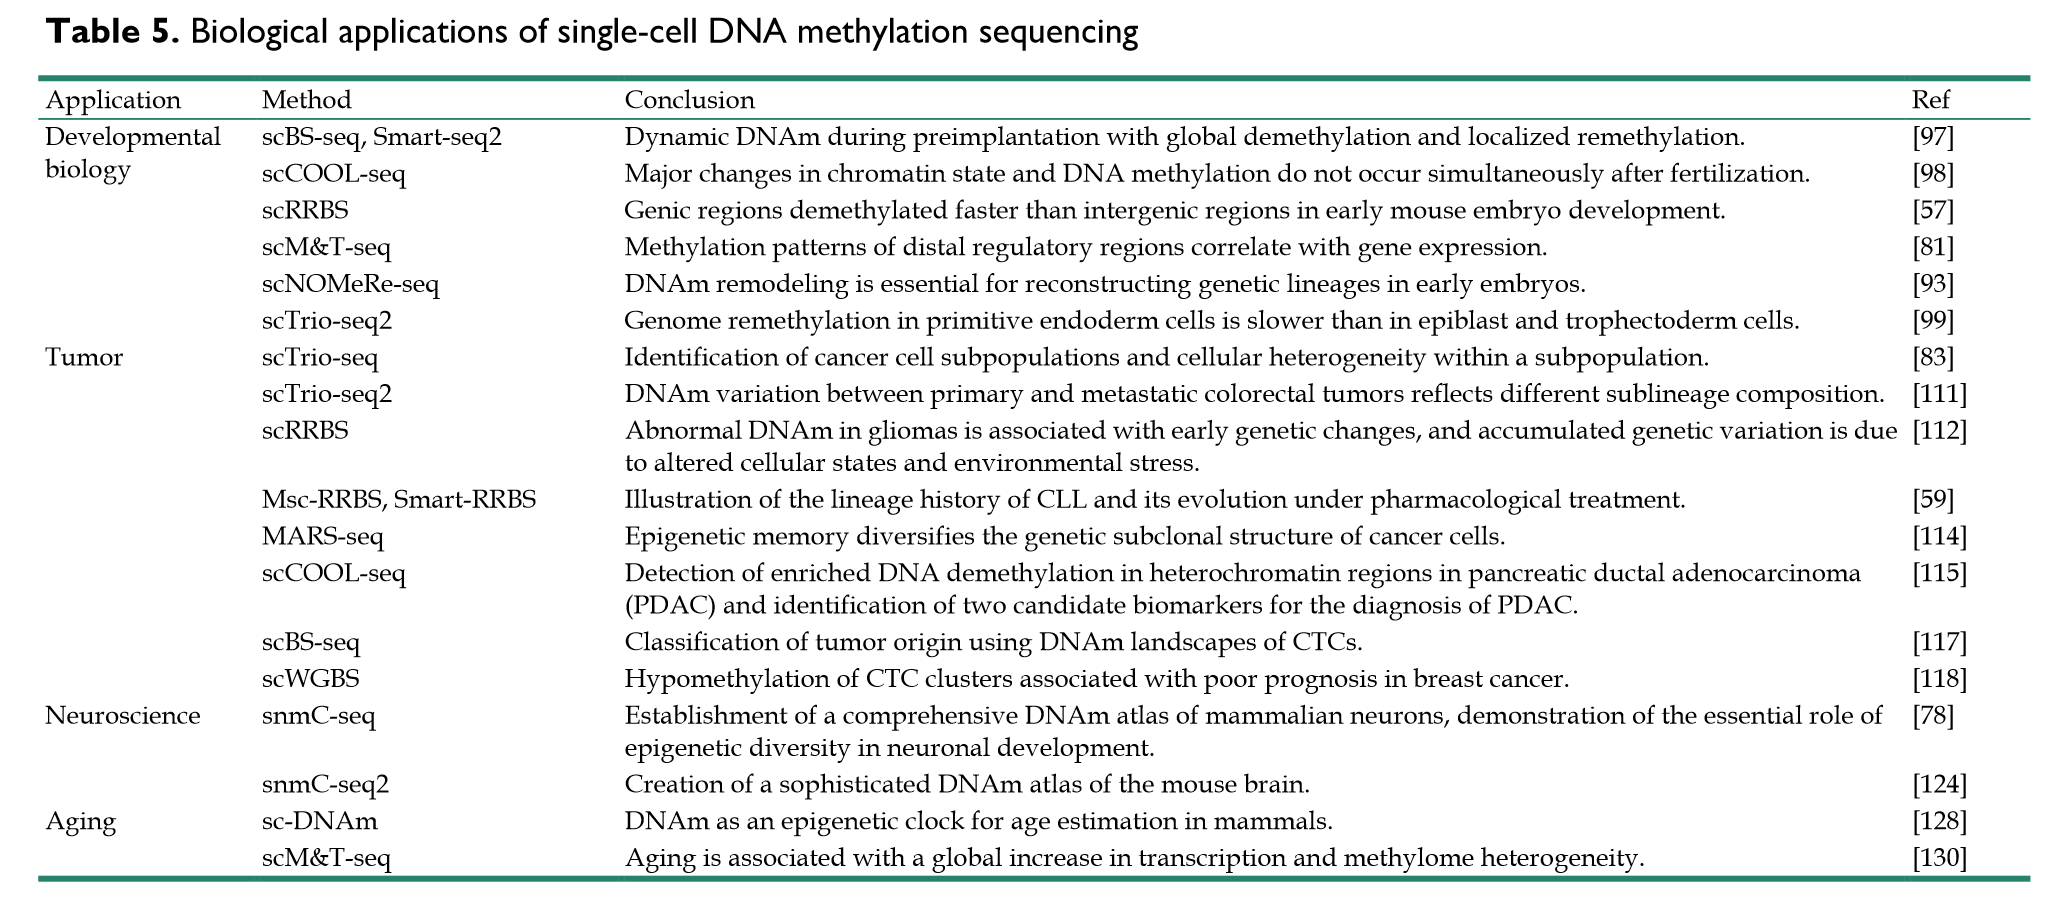 Table 5. Biological applications of single-cell DNA methylation sequencing
Application Method Conclusion Ref
Developmental biology scBS-seq, Smart-seq2 Dynamic DNAm during preimplantation with global demethylation and localized remethylation. [97]
scCOOL-seq Major changes in chromatin state and DNA methylation do not occur simultaneously after fertilization. [98]
scRRBS Genic regions demethylated faster than intergenic regions in early mouse embryo development. [57]
scM&T-seq Methylation patterns of distal regulatory regions correlate with gene expression. [81]
scNOMeRe-seq DNAm remodeling is essential for reconstructing genetic lineages in early embryos. [93]
scTrio-seq2 Genome remethylation in primitive endoderm cells is slower than in epiblast and trophectoderm cells. [99]
Tumor scTrio-seq Identification of cancer cell subpopulations and cellular heterogeneity within a subpopulation. [83]
scTrio-seq2 DNAm variation between primary and metastatic colorectal tumors reflects different sublineage composition. [111]
scRRBS Abnormal DNAm in gliomas is associated with early genetic changes, and accumulated genetic variation is due [112]
to altered cellular states and environmental stress.
Msc-RRBS, Smart-RRBS Illustration of the lineage history of CLL and its evolution under pharmacological treatment. [59]
MARS-seq Epigenetic memory diversifies the genetic subclonal structure of cancer cells. [114]
scCOOL-seq Detection of enriched DNA demethylation in heterochromatin regions in pancreatic ductal adenocarcinoma [115]
(PDAC) and identification of two candidate biomarkers for the diagnosis of PDAC.
scBS-seq Classification of tumor origin using DNAm landscapes of CTCs. [117]
scWGBS Hypomethylation of CTC clusters associated with poor prognosis in breast cancer. [118]
Neuroscience snmC-seq Establishment of a comprehensive DNAm atlas of mammalian neurons, demonstration of the essential role of [78]
epigenetic diversity in neuronal development.
snmC-seq2 Creation of a sophisticated DNAm atlas of the mouse brain. [124]
Aging sc-DNAm DNAm as an epigenetic clock for age estimation in mammals. [128]
scM&T-seq Aging is associated with a global increase in transcription and methylome heterogeneity. [130]